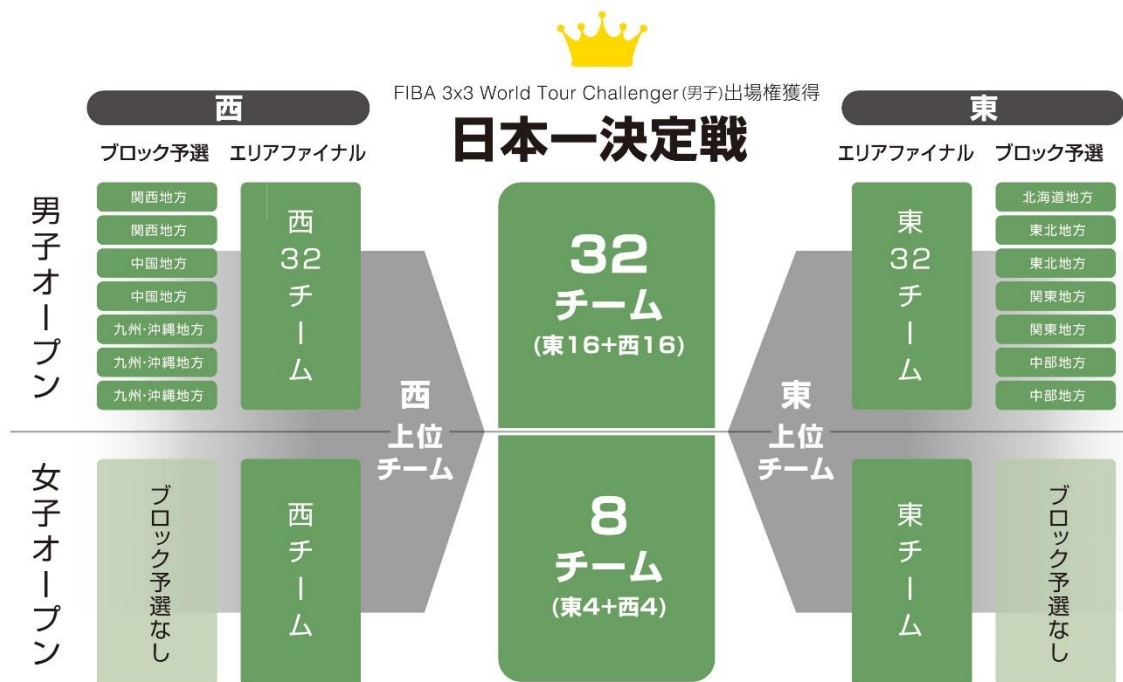 FIBA 3x3 World Tour Challenger(男子)出場権獲得
日本一決定戦
西
ブロック予選
エリアファイナル
東
エリアファイナル
ブロック予選
男子オープン
関西地方
関西地方
中国地方
中国地方
九州・沖縄地方
九州・沖縄地方
九州・沖縄地方
西32チーム
西
上位
チーム
32
チーム
(東16+西16)
東
上位
チーム
東32チーム
北海道地方
東北地方
東北地方
関東地方
関東地方
中部地方
中部地方
女子オープン
ブロック予選なし
西チーム
8
チーム
(東4+西4)
東チーム
ブロック予選なし